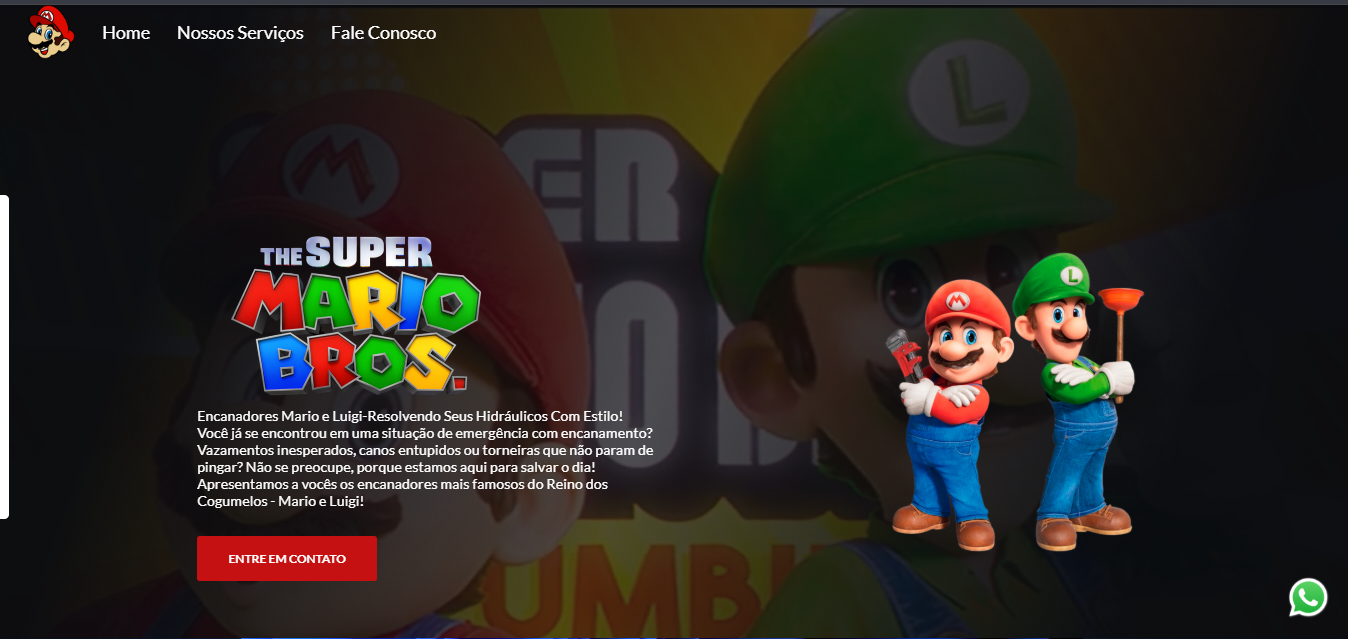 Home Nossos Serviços Fale Conosco
THE SUPER
MARIO
BROS.
Encanadores Mario e Luigi-Resolvendo Seus Hidráulicos Com Estilo!
Você já se encontrou em uma situação de emergência com encanamento?
Vazamentos inesperados, canos entupidos ou torneiras que não param de
pingar? Não se preocupe, porque estamos aqui para salvar o dia!
Apresentamos a vocês os encanadores mais famosos do Reino dos
Cogumelos - Mario e Luigi!
ENTRE EM CONTATO
M
L
M
L